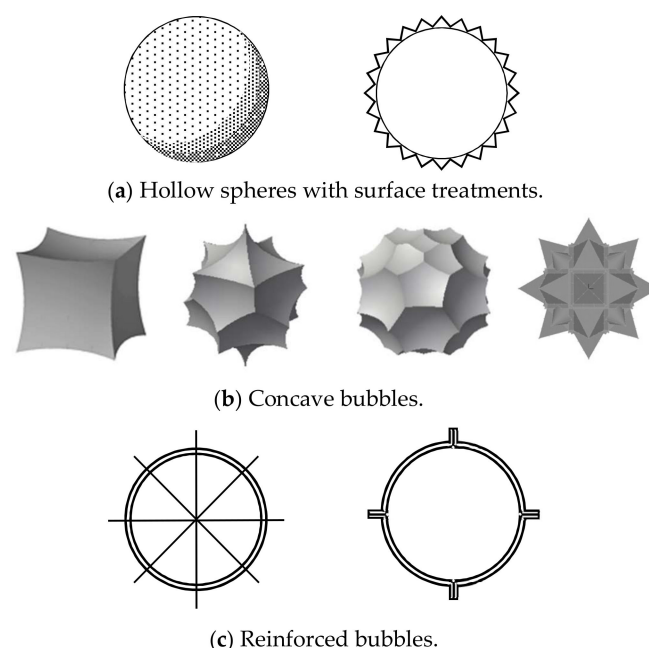 (a) Hollow spheres with surface treatments.
(b) Concave bubbles.
(c) Reinforced bubbles.